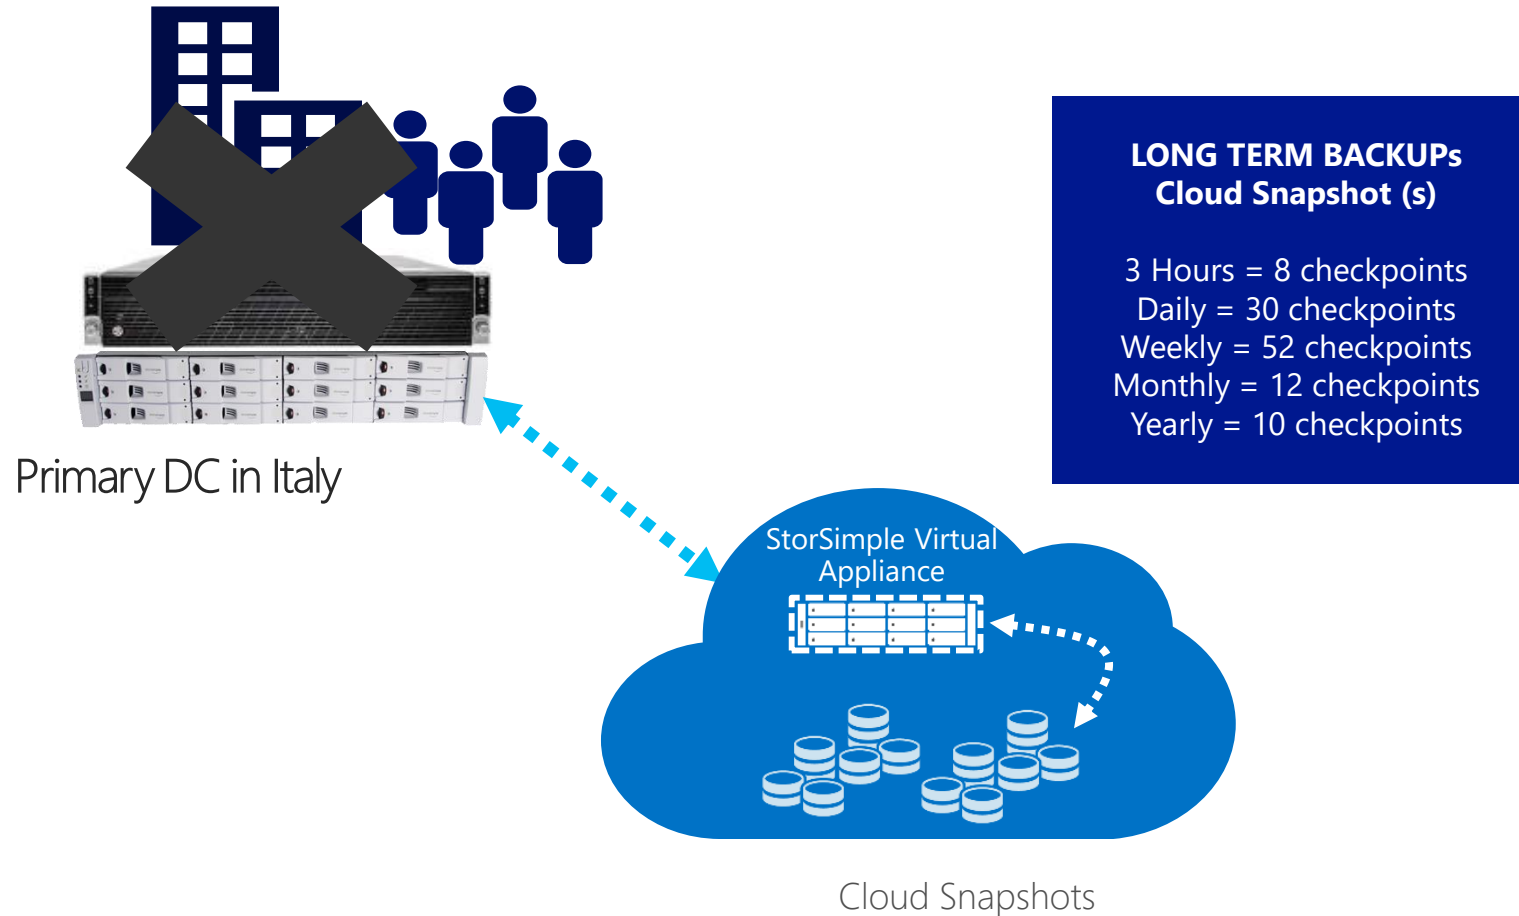 LONG TERM BACKUPs
Cloud Snapshot (s)
3 Hours = 8 checkpoints
Daily = 30 checkpoints
Weekly = 52 checkpoints
Monthly = 12 checkpoints
Yearly = 10 checkpoints
Primary DC in Italy
StorSimple Virtual
Appliance
Cloud Snapshots